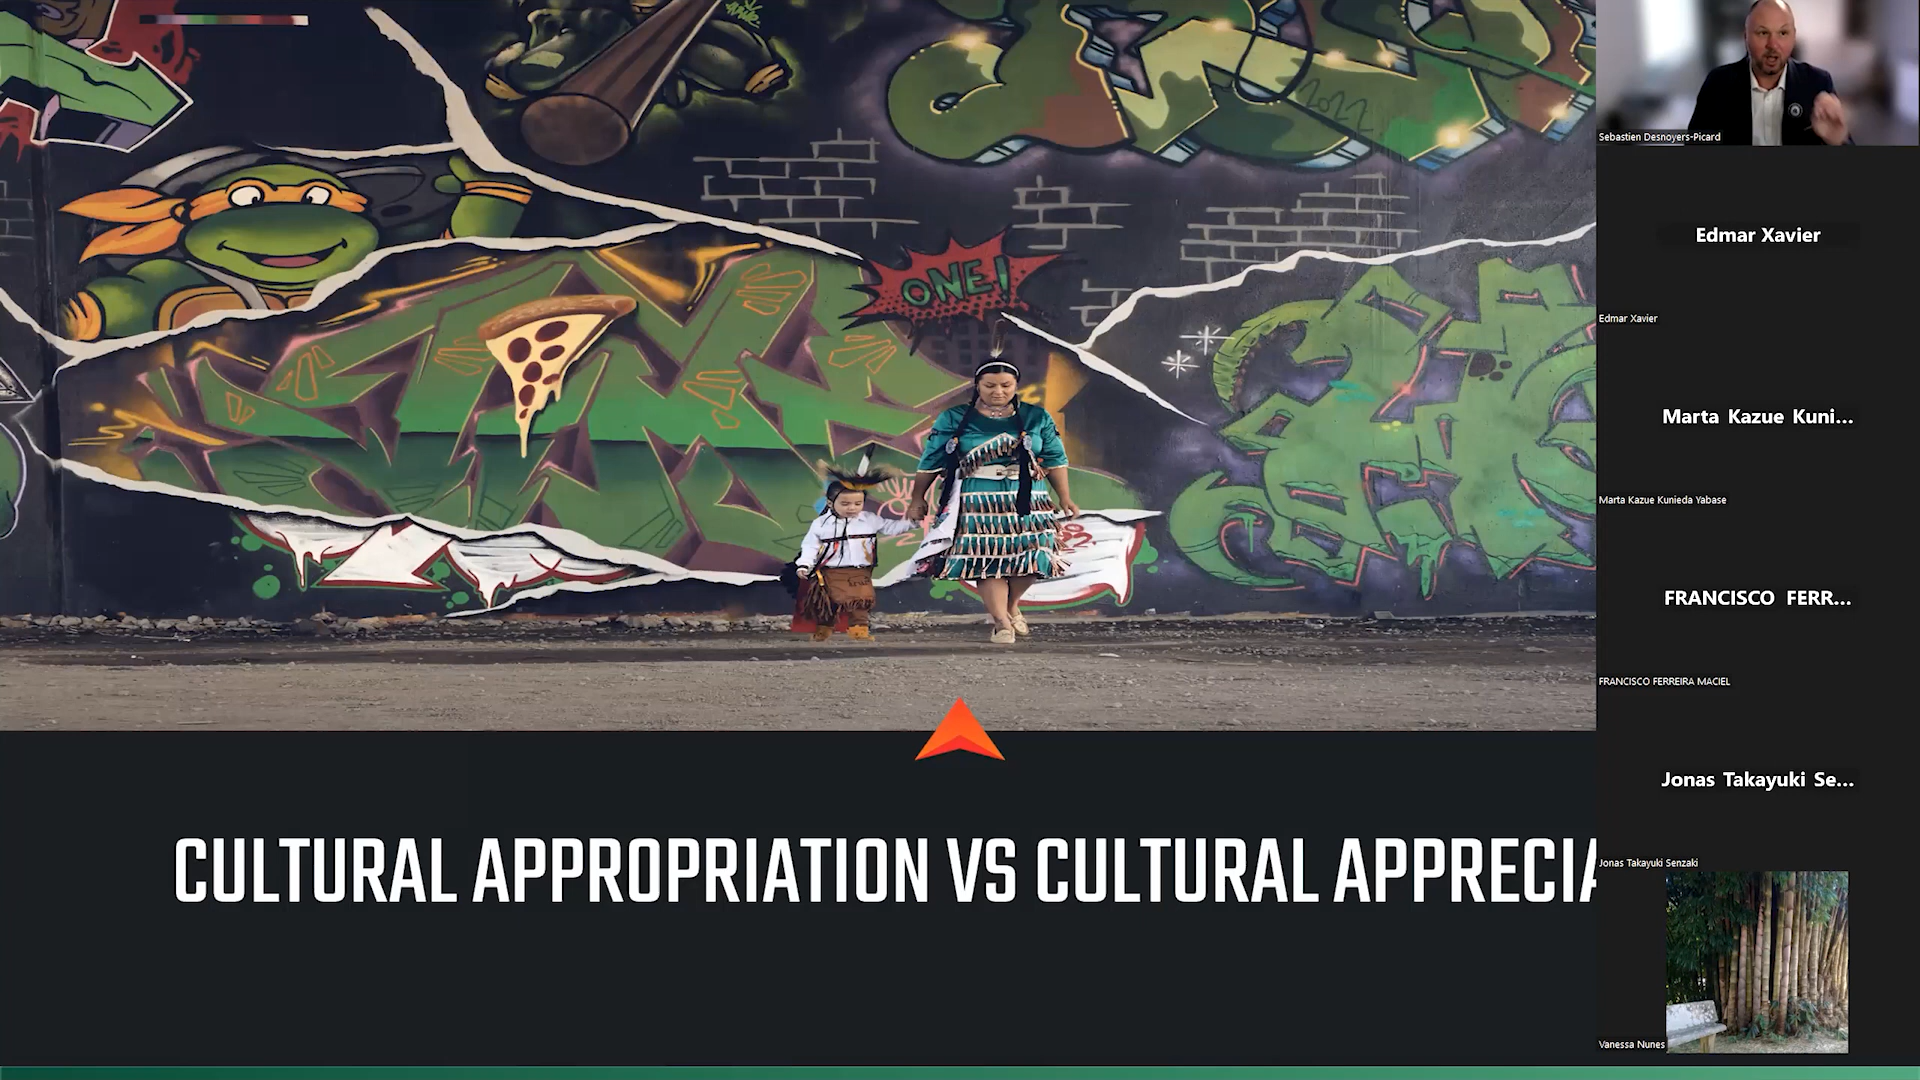 2022
ONE!
CULTURAL APPROPRIATION VS CULTURAL APPRECIA
Sebastien Desnoyers-Picard
Edmar Xavier
Edmar Xavier
Marta Kazue Kuni...
Marta Kazue Kunieda Yabase
FRANCISCO FERR...
FRANCISCO FERREIRA MACIEL
Jonas Takayuki Se...
Jonas Takayuki Senzaki
Vanessa Nunes